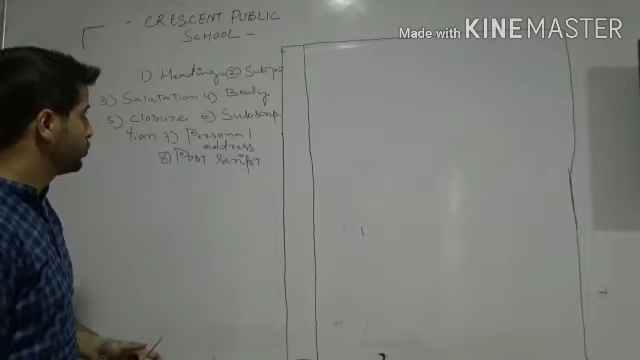 - CRESCENT PUBLIC
SCHOOL -
Made with KINEMASTER
1) Heading 2)
3) Salutation 4) Body
5) Closure 6) Subscrip
tion 7) Personal
address
8) Post script